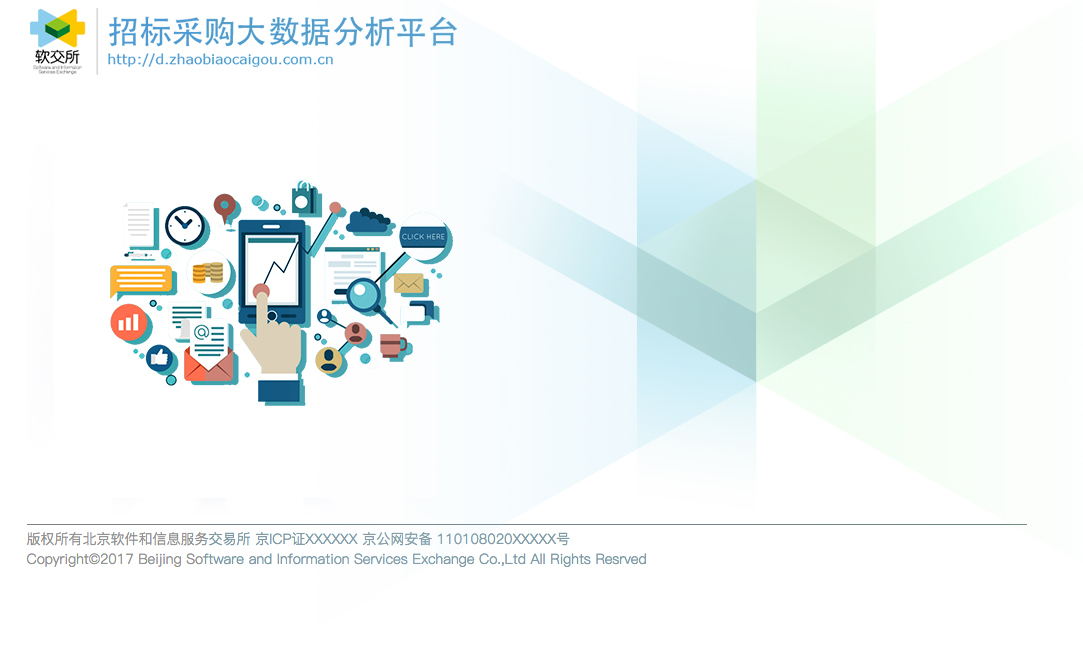 招标采购大数据分析平台
http://d.zhaobiaocaigou.com.cn
软交所
Software and Information
Services Exchange
CLICK HERE
@
版权所有北京软件和信息服务交易所 京ICP证XXXXXX 京公网安备 110108020XXXXX号
Copyright©2017 Beijing Software and Information Services Exchange Co.,Ltd All Rights Resrved